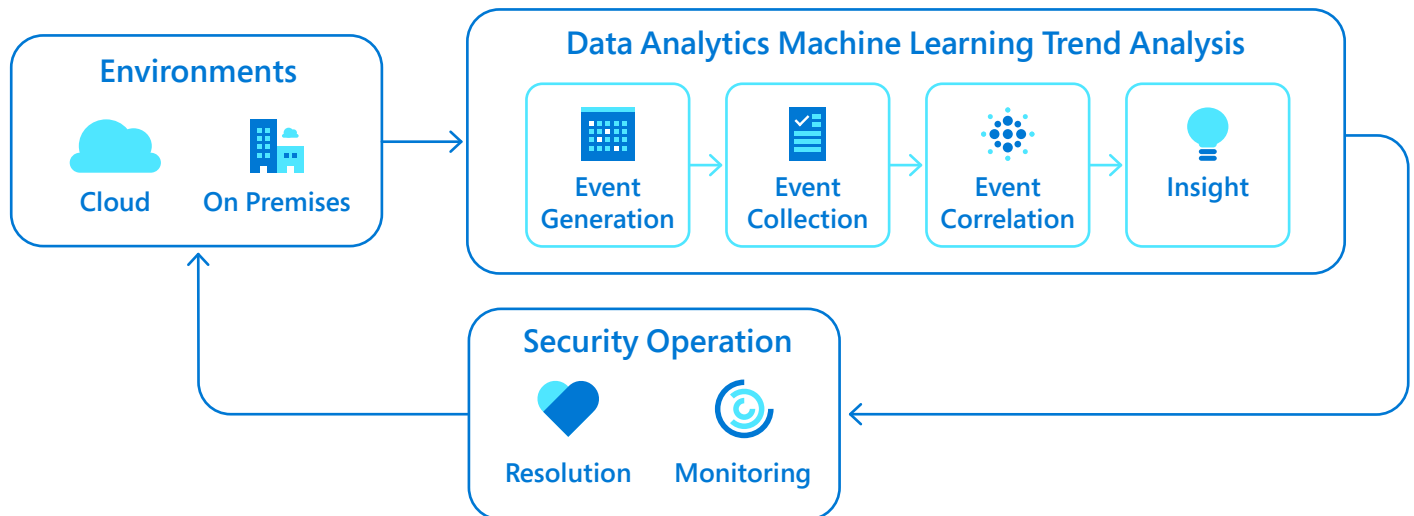 Environments
Cloud
On Premises
Data Analytics Machine Learning Trend Analysis
Event
Generation
Event
Collection
Event
Correlation
Insight
Security Operation
Resolution
Monitoring